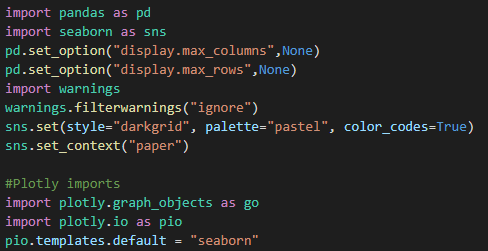 import pandas as pd
import seaborn as sns
pd.set_option("display.max_columns",None)
pd.set_option("display.max_rows",None)
import warnings
warnings.filterwarnings("ignore")
sns.set(style="darkgrid", palette="pastel", color_codes=True)
sns.set_context("paper")

#Plotly imports
import plotly.graph_objects as go
import plotly.io as pio
pio.templates.default = "seaborn"